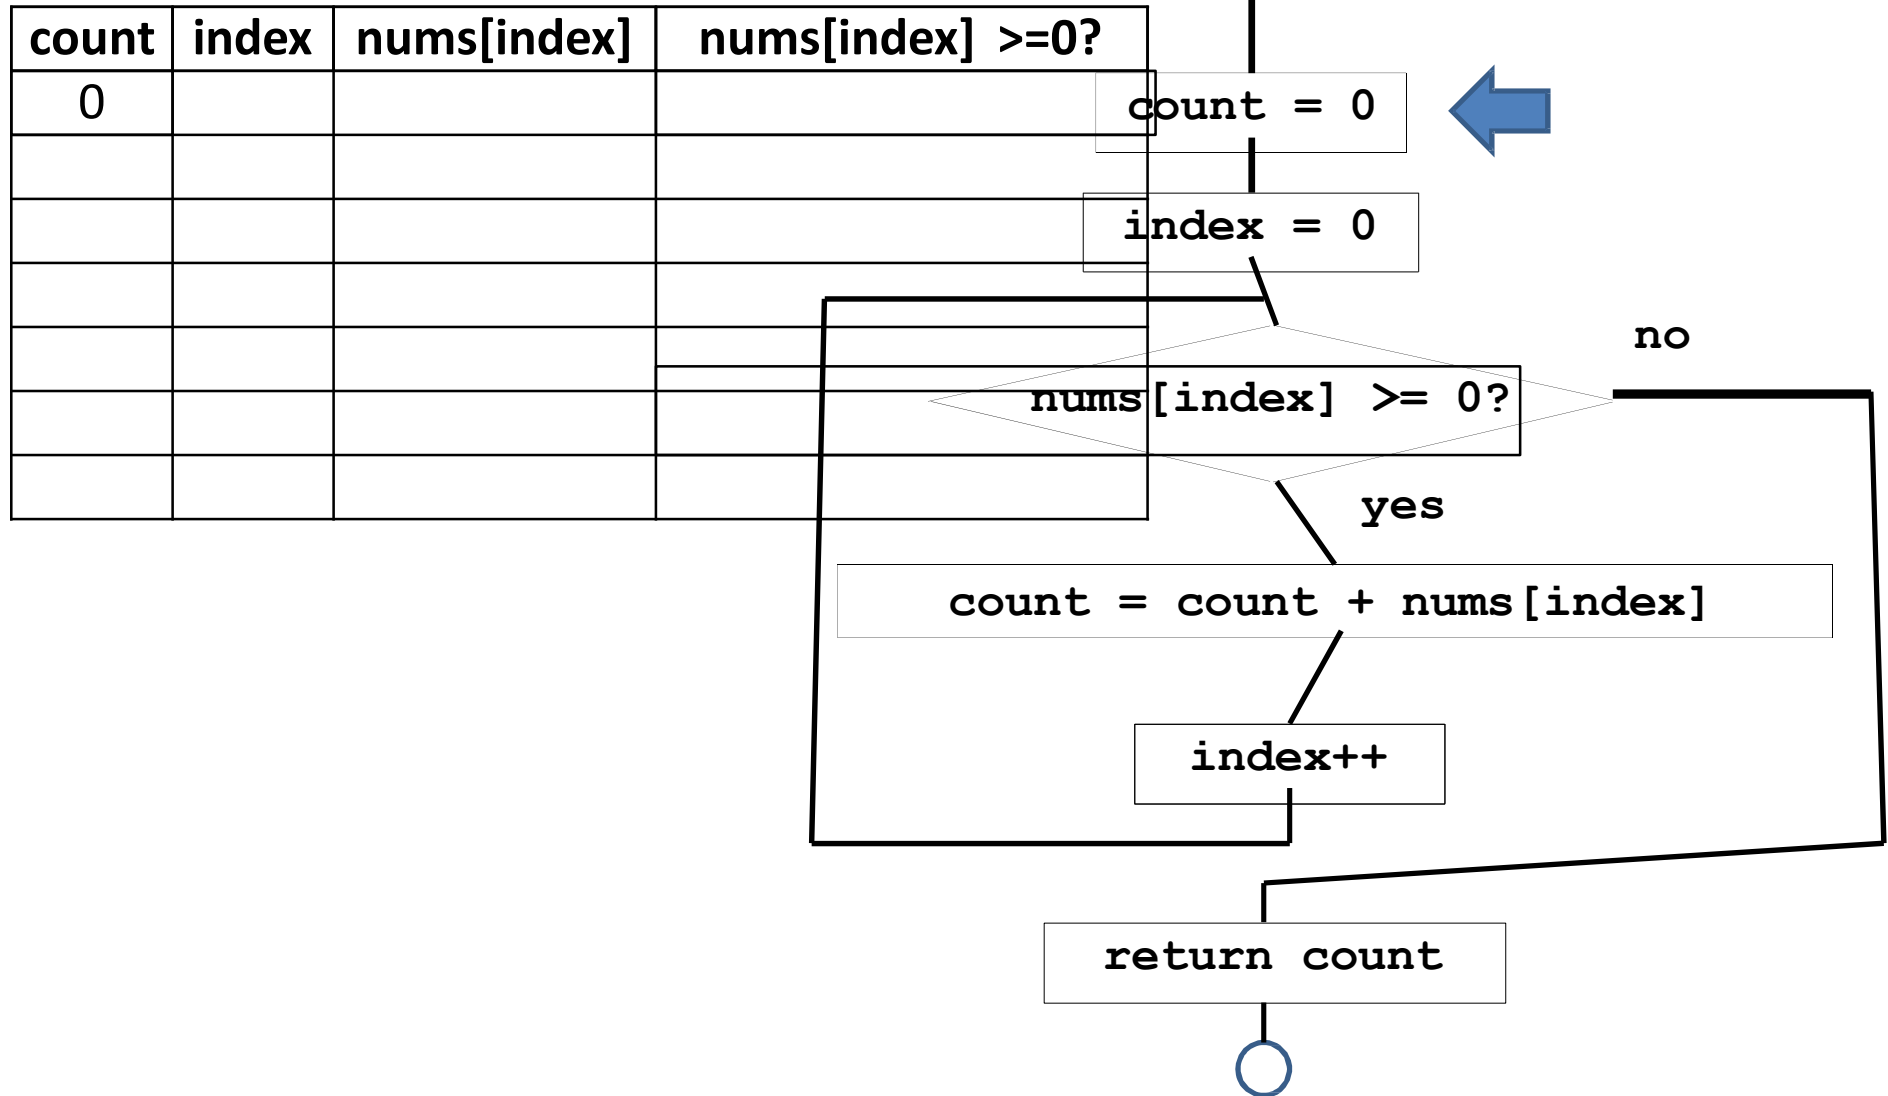 count index nums[index] nums[index] >=0?
0
count = 0
index = 0
no
nums[index] >= 0?
yes
count = count + nums[index]
index++
return count